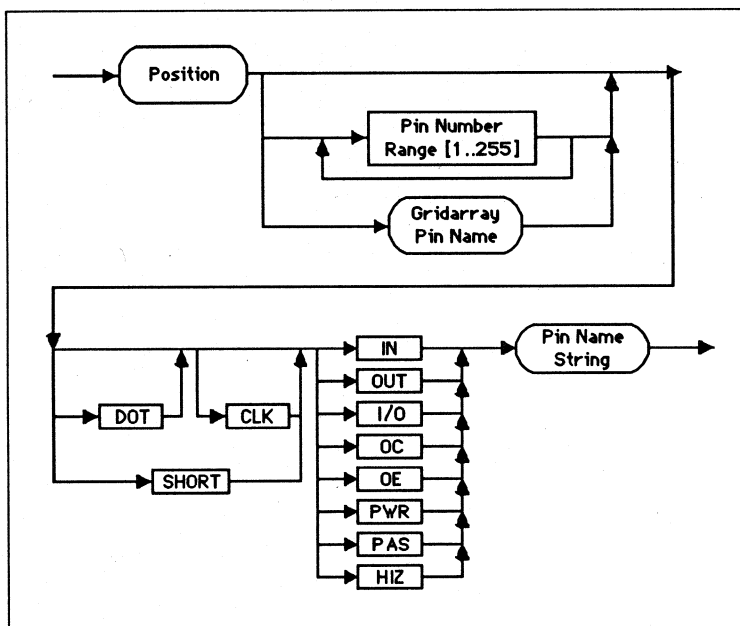 Position
Pin Number
Range [1..255]
Gridarray
Pin Name
IN
OUT
I/O
OC
OE
PWR
PAS
HIZ
DOT
CLK
SHORT
Pin Name
String